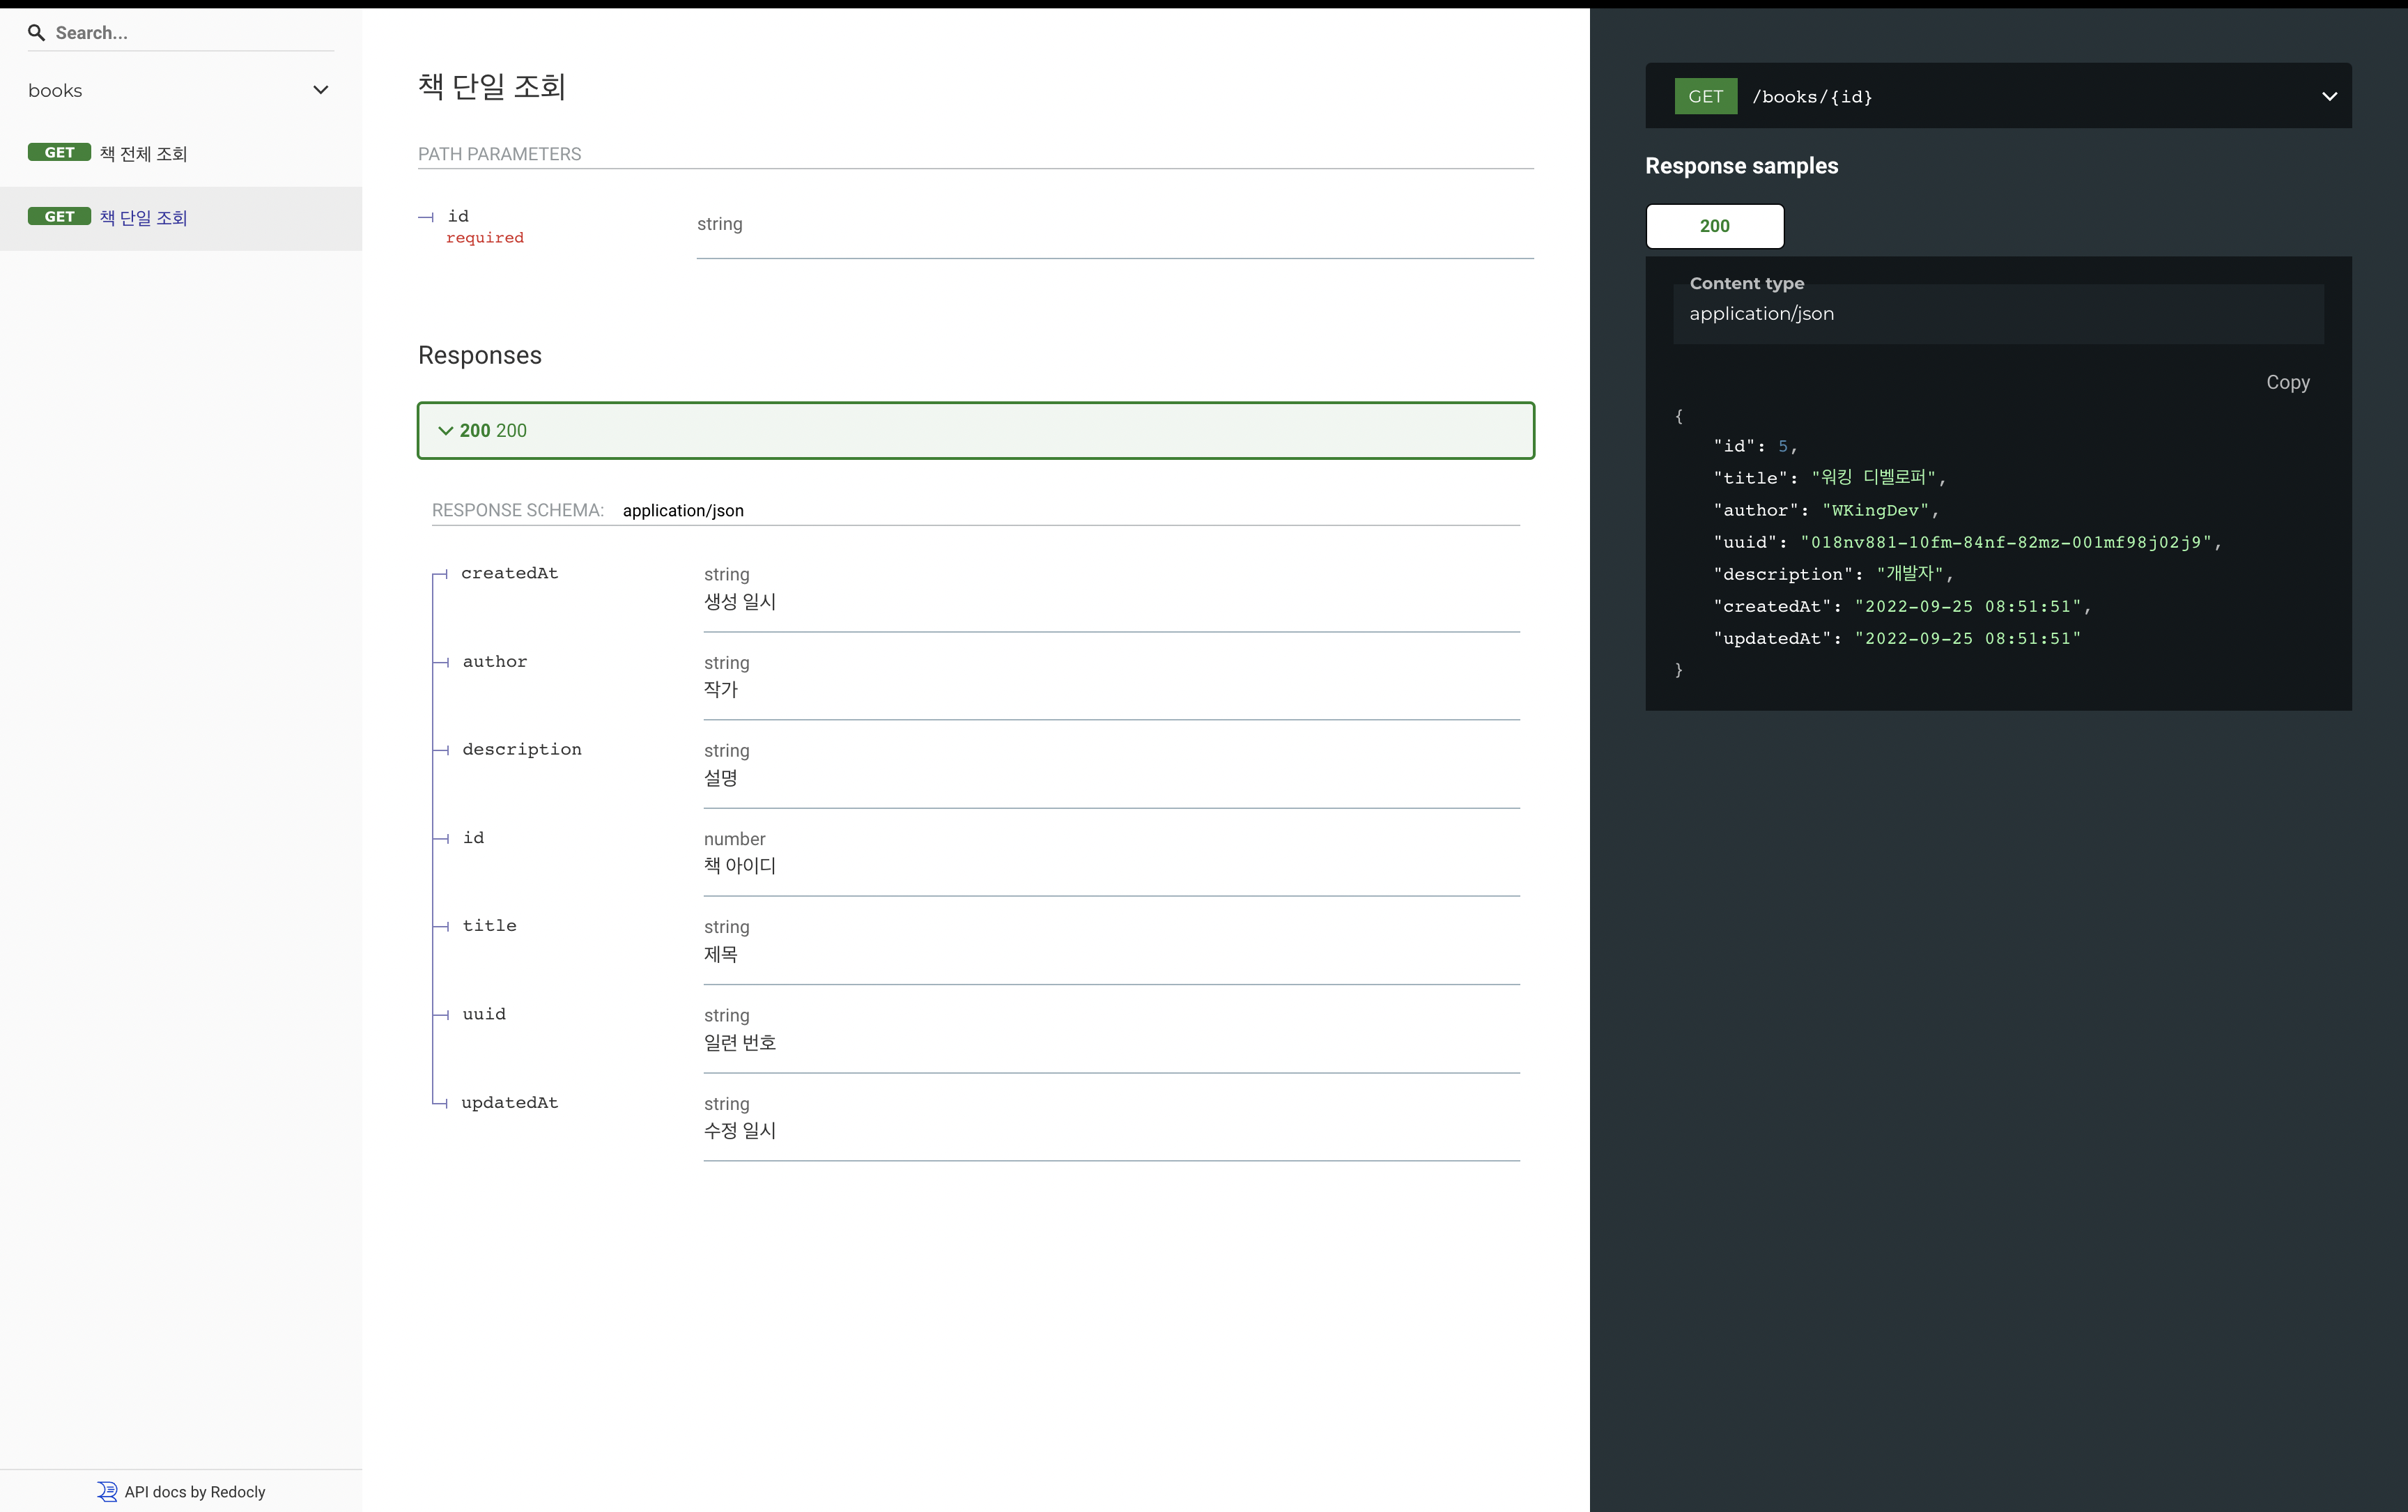 Search...
books
GET 책 전체 조회
GET 책 단일 조회
API docs by Redocly
책 단일 조회
PATH PARAMETERS
id
required
string
Responses
200 200
RESPONSE SCHEMA: application/json
createdAt
string
생성 일시
author
string
작가
description
string
설명
id
number
책 아이디
title
string
제목
uuid
string
일련 번호
updatedAt
string
수정 일시
GET /books/{id}
Response samples
200
Content type
application/json
Copy
{
"id": 5,
"title": "워킹 디벨로퍼",
"author": "WKingDev",
"uuid": "018nv881-10fm-84nf-82mz-001mf98j02j9",
"description": "개발자",
"createdAt": "2022-09-25 08:51:51",
"updatedAt": "2022-09-25 08:51:51"
}